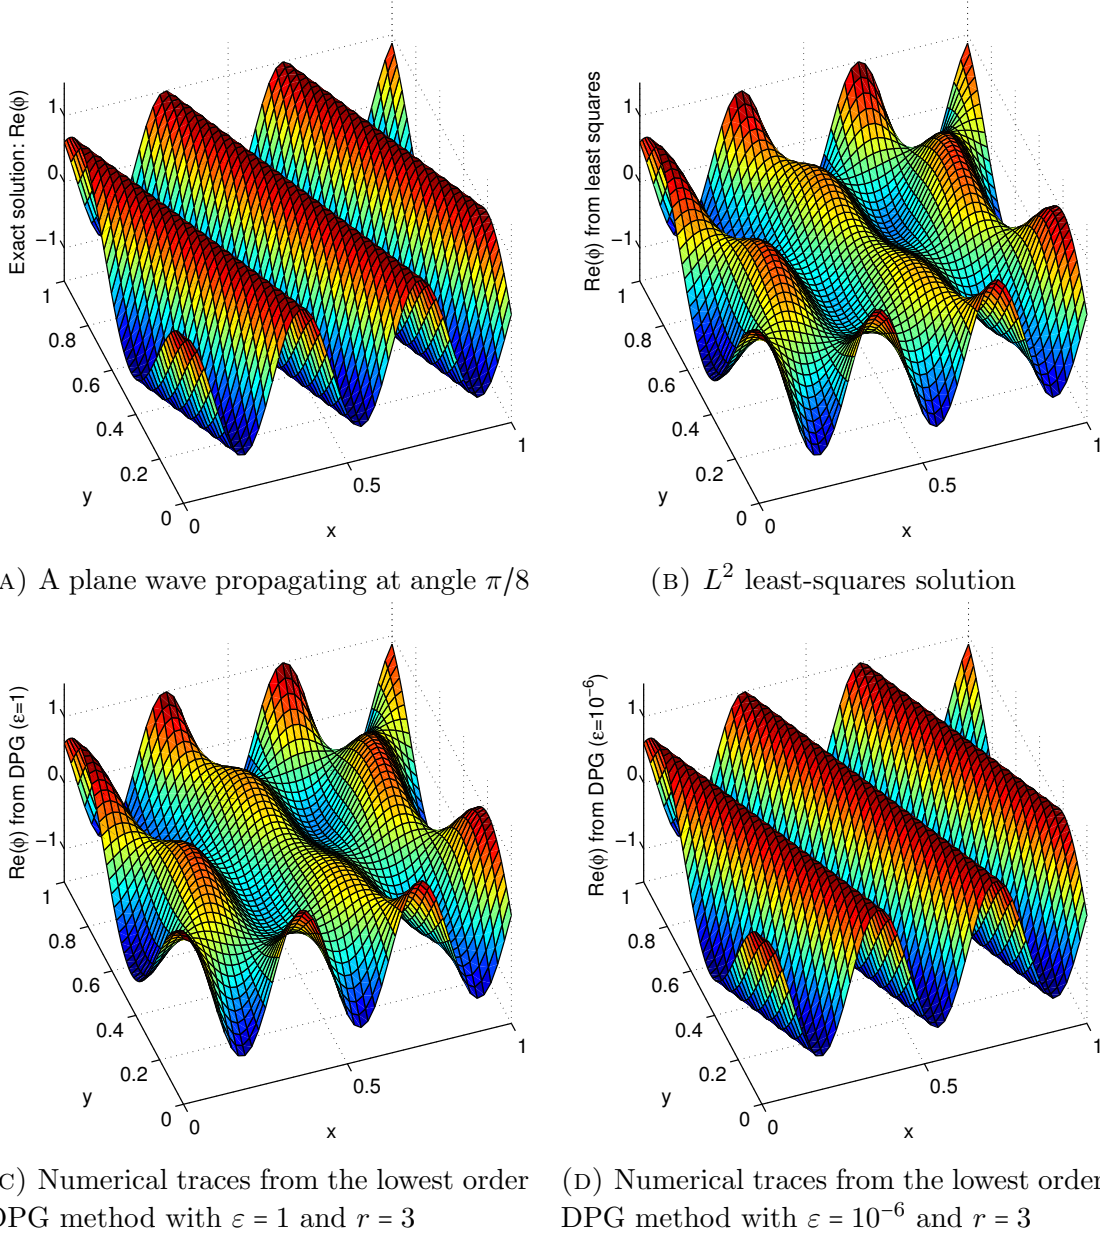 Exact solution: Re(ϕ)
1
0
−1
1
0.8
0.6
0.4
0.2
0
y
0
0.5
1
x
Re(ϕ) from least squares
1
0
−1
1
0.8
0.6
0.4
0.2
0
y
0
0.5
1
x
A) A plane wave propagating at angle π/8
(B) L² least-squares solution
Re(ϕ) from DPG (ε=1)
1
0
−1
1
0.8
0.6
0.4
0.2
0
y
0
0.5
1
x
Re(ϕ) from DPG (ε=10⁻⁶)
1
0
−1
1
0.8
0.6
0.4
0.2
0
y
0
0.5
1
x
C) Numerical traces from the lowest order
DPG method with ε = 1 and r = 3
(D) Numerical traces from the lowest order
DPG method with ε = 10⁻⁶ and r = 3